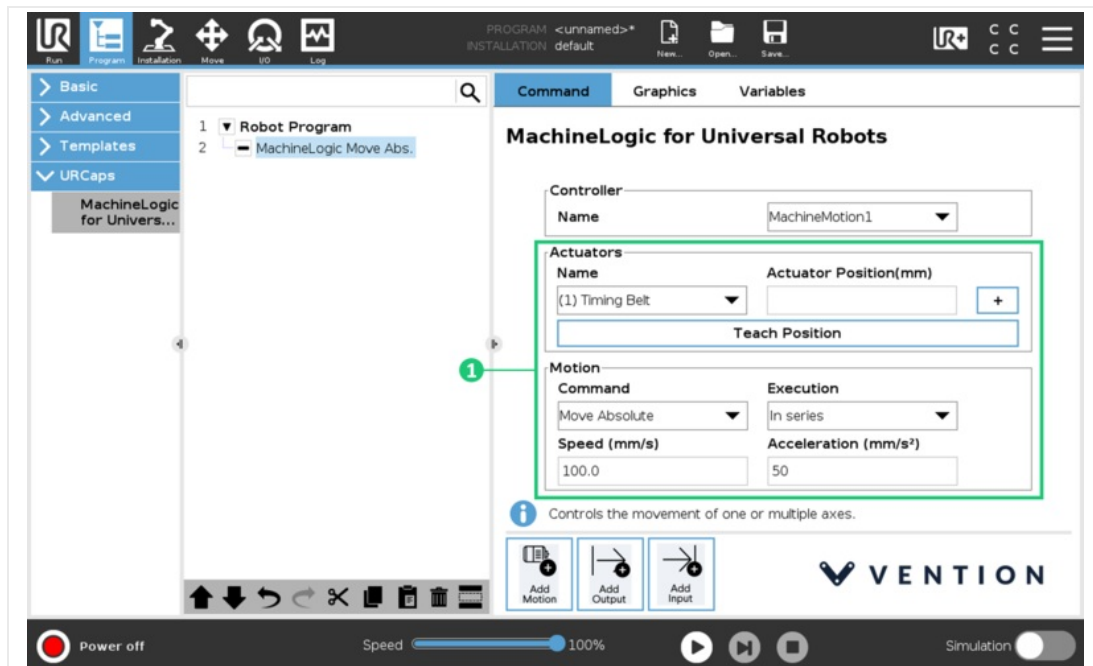 PROGRAM <unnamed>*
INSTALLATION default
Run Program Installation Move I/O Log New... Open... Save...
UR+
C C
C C
Basic
Advanced
Templates
URCaps
MachineLogic
for Univers...
1 Robot Program
2 MachineLogic Move Abs.
Command Graphics Variables
MachineLogic for Universal Robots
Controller
Name MachineMotion1
Actuators
Name Actuator Position(mm)
(1) Timing Belt +
Teach Position
1
Motion
Command Execution
Move Absolute In series
Speed (mm/s) Acceleration (mm/s²)
100.0 50
Controls the movement of one or multiple axes.
Add Motion
Add Output
Add Input
VENTION
Power off Speed 100% Simulation